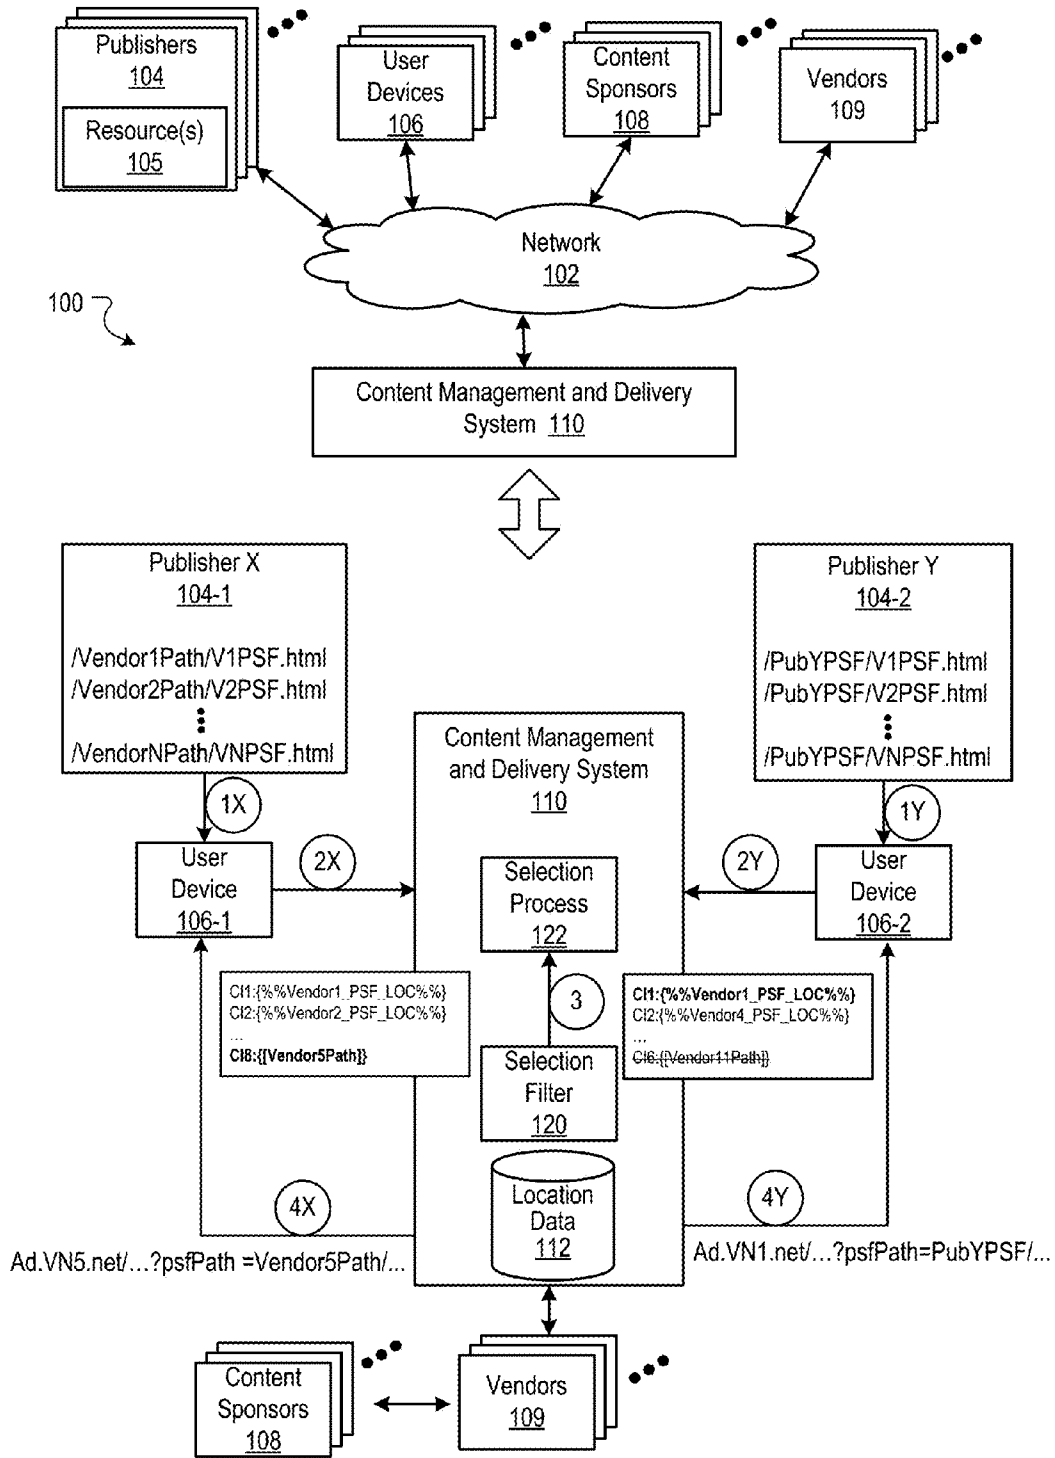 Publishers
104
Resource(s)
105
User
Devices
106
Content
Sponsors
108
Vendors
109
Network
102
100
Content Management and Delivery
System 110
Publisher X
104-1
/Vendor1Path/V1PSF.html
/Vendor2Path/V2PSF.html
/VendorNPath/VNPSF.html
Publisher Y
104-2
/PubYPSF/V1PSF.html
/PubYPSF/V2PSF.html
/PubYPSF/VNPSF.html
Content Management
and Delivery System
110
1X
1Y
User
Device
106-1
2X
Selection
Process
122
2Y
User
Device
106-2
CI1:{%%Vendor1_PSF_LOC%%}
CI2:{%%Vendor2_PSF_LOC%%}
...
CI8:{[Vendor5Path]}
3
CI1:{%%Vendor1_PSF_LOC%%}
CI2:{%%Vendor4_PSF_LOC%%}
...
CI6:{[Vendor11Path]}
Selection
Filter
120
Location
Data
112
4X
4Y
Ad.VN5.net/...?psfPath =Vendor5Path/...
Ad.VN1.net/...?psfPath=PubYPSF/...
Content
Sponsors
108
Vendors
109